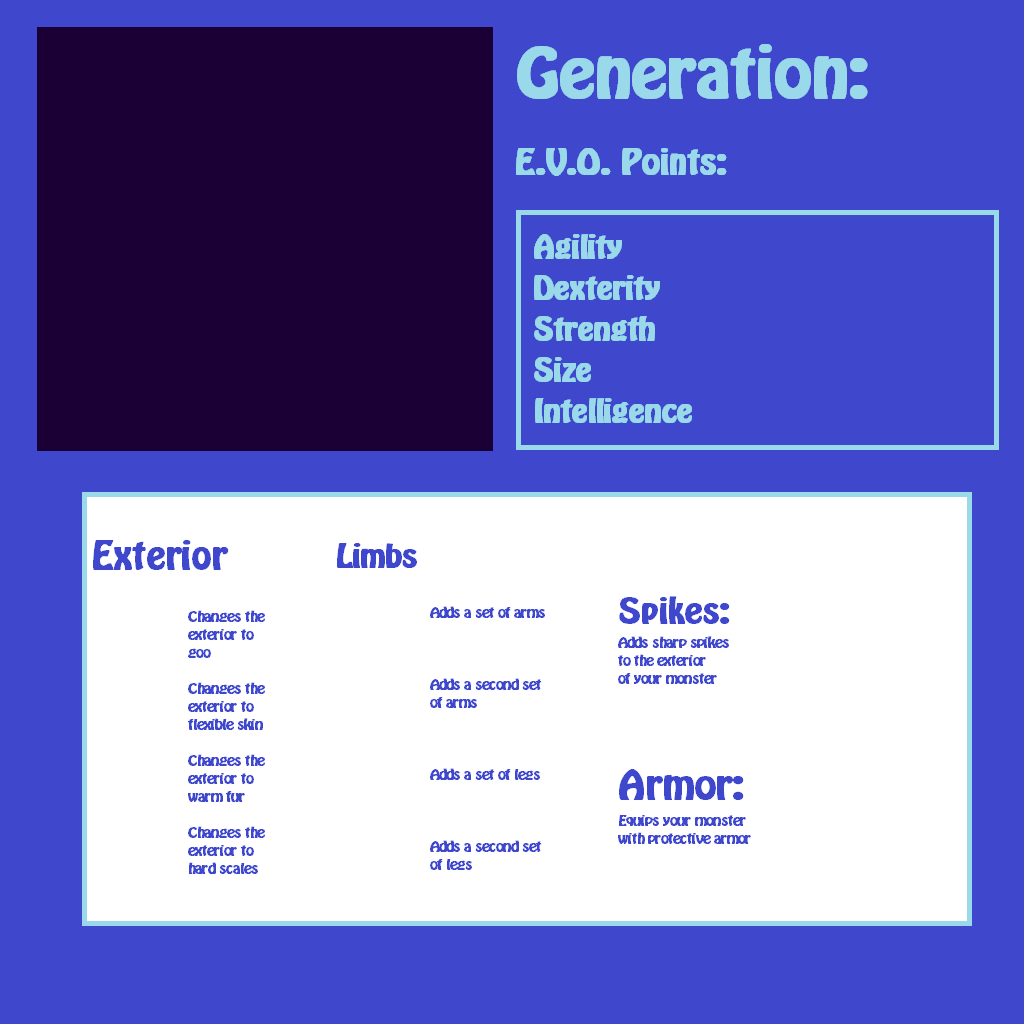 Generation:
E.V.O. Points:
Agility
Dexterity
Strength
Size
Intelligence
Exterior
Changes the
exterior to
goo
Changes the
exterior to
flexible skin
Changes the
exterior to
warm fur
Changes the
exterior to
hard scales
Limbs
Adds a set of arms
Adds a second set
of arms
Adds a set of legs
Adds a second set
of legs
Spikes:
Adds sharp spikes
to the exterior
of your monster
Armor:
Equips your monster
with protective armor